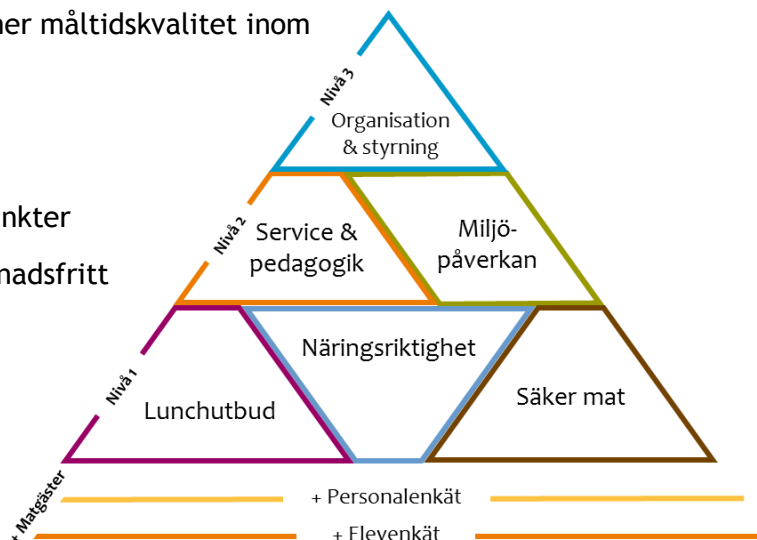 ner måltidskvalitet inom
Nivå 3
Organisation
& styrning
nkter
nadsfritt
Nivå 2
Service &
pedagogik
Miljö-
påverkan
Nivå 1
Lunchutbud
Näringsriktighet
Säker mat
+ Matgäster
+ Personalenkät
+ Elevenkät